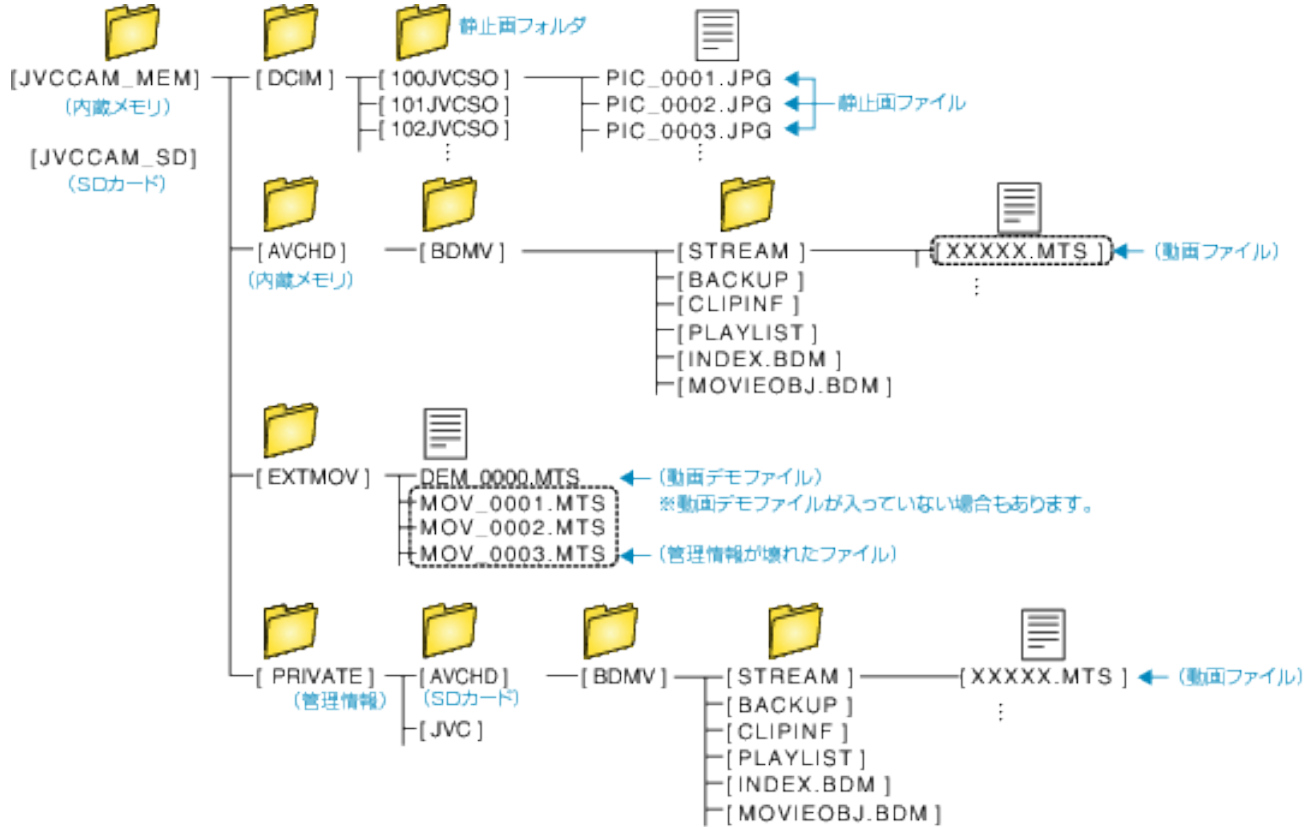 静止画フォルダ
[JVCCAM_MEM] [DCIM] [100JVCSO] PIC_0001.JPG
(内蔵メモリ) [101JVCSO] PIC_0002.JPG 静止画ファイル
[102JVCSO] PIC_0003.JPG
[JVCCAM_SD]
(SDカード)
[AVCHD] [BDMV] [STREAM] [XXXXX.MTS] (動画ファイル)
(内蔵メモリ) [BACKUP]
[CLIPINF]
[PLAYLIST]
[INDEX.BDM]
[MOVIEOBJ.BDM]
[EXTMOV] DEM_0000.MTS (動画デモファイル)
MOV_0001.MTS ※動画デモファイルが入っていない場合もあります。
MOV_0002.MTS
MOV_0003.MTS (管理情報が壊れたファイル)
[PRIVATE] [AVCHD] [BDMV] [STREAM] [XXXXX.MTS] (動画ファイル)
(管理情報) (SDカード) [BACKUP]
[JVC] [CLIPINF]
[PLAYLIST]
[INDEX.BDM]
[MOVIEOBJ.BDM]